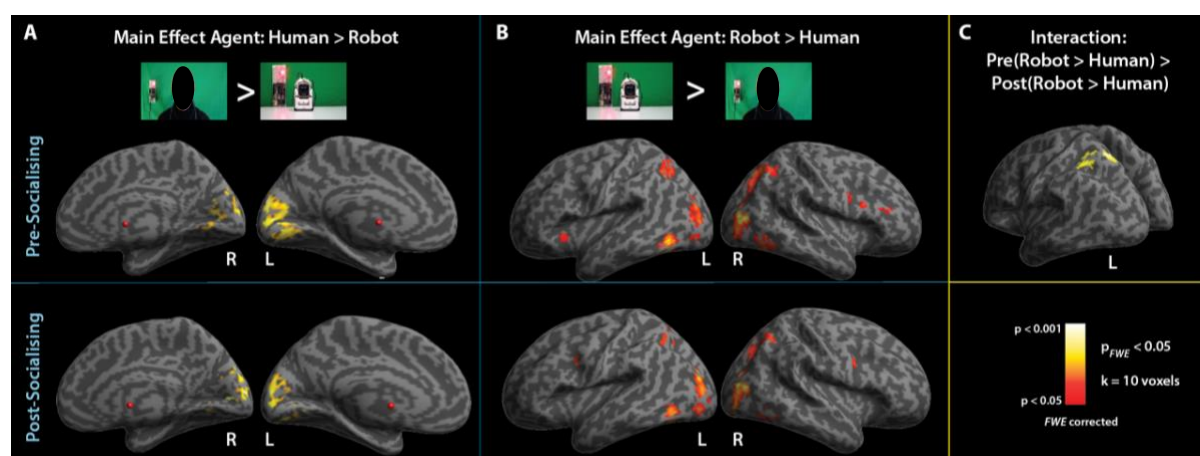 A
Main Effect Agent: Human > Robot
>
Pre-Socialising
R L
Post-Socialising
R L
B
Main Effect Agent: Robot > Human
>
L R
L R
C
Interaction:
Pre(Robot > Human) >
Post(Robot > Human)
L
p < 0.001
p < 0.05
pFWE < 0.05
k = 10 voxels
FWE corrected